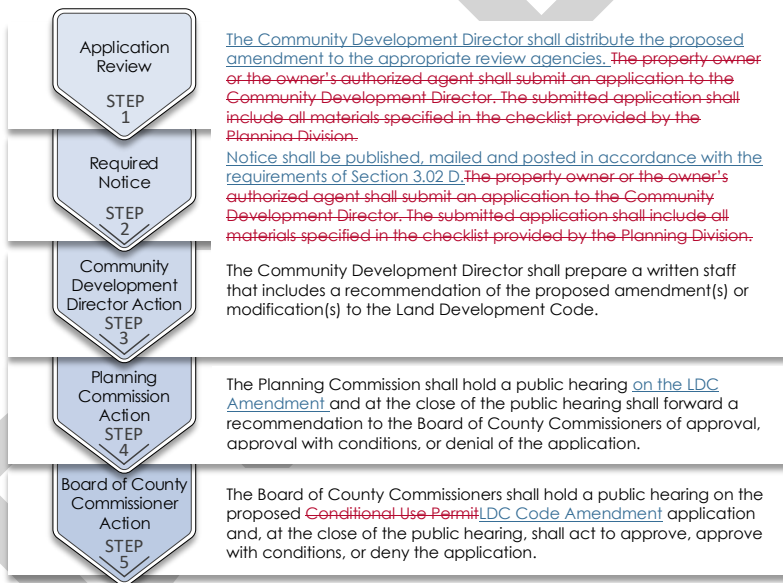 Application
Review
STEP
1
The Community Development Director shall distribute the proposed
amendment to the appropriate review agencies. The property owner
or the owner's authorized agent shall submit an application to the
Community Development Director. The submitted application shall
include all materials specified in the checklist provided by the
Planning Division.
Required
Notice
STEP
2
Notice shall be published, mailed and posted in accordance with the
requirements of Section 3.02 D.The property owner or the owner's
authorized agent shall submit an application to the Community
Development Director. The submitted application shall include all
materials specified in the checklist provided by the Planning Division.
Community
Development
Director Action
STEP
3
The Community Development Director shall prepare a written staff
that includes a recommendation of the proposed amendment(s) or
modification(s) to the Land Development Code.
Planning
Commission
Action
STEP
4
The Planning Commission shall hold a public hearing on the LDC
Amendment and at the close of the public hearing shall forward a
recommendation to the Board of County Commissioners of approval,
approval with conditions, or denial of the application.
Board of County
Commissioner
Action
STEP
5
The Board of County Commissioners shall hold a public hearing on the
proposed Conditional Use PermitLDC Code Amendment application
and, at the close of the public hearing, shall act to approve, approve
with conditions, or deny the application.